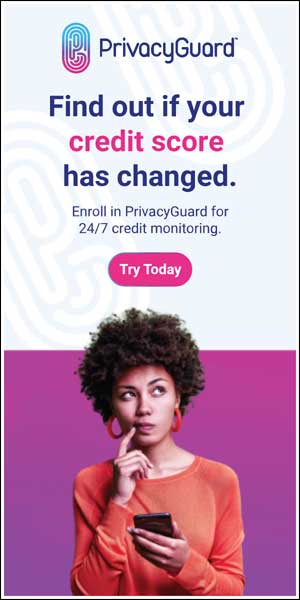 PrivacyGuard™
Find out if your
credit score
has changed.
Enroll in PrivacyGuard for
24/7 credit monitoring.
Try Today